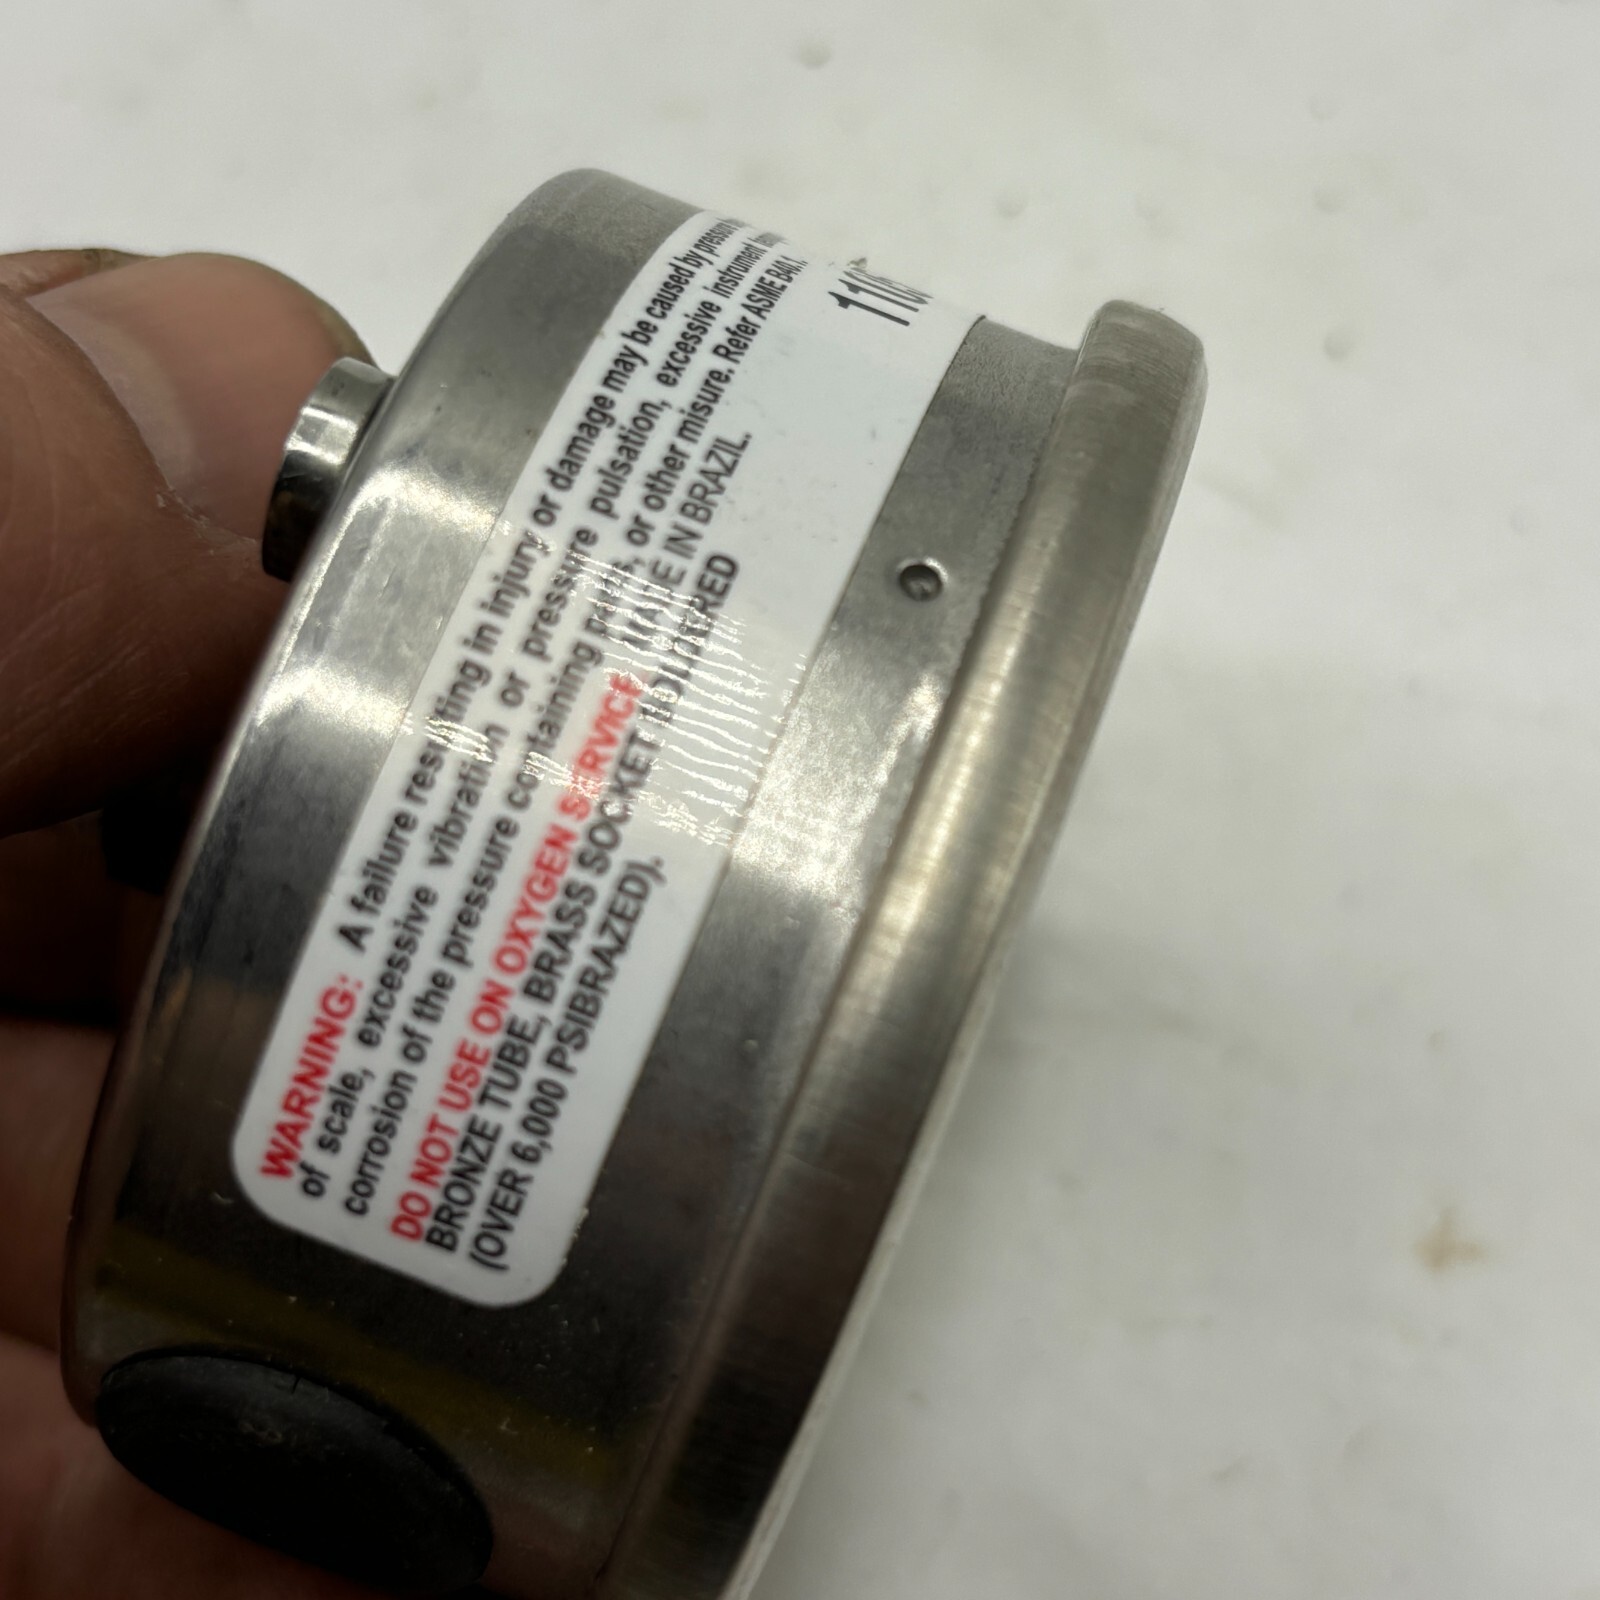 WARNING: A failure resulting in injury or damage may be caused by pressure
of scale, excessive vibration or pressure pulsation, excessive instrument
corrosion of the pressure containing parts, or other misure. Refer ASME B40.1.
DO NOT USE ON OXYGEN SERVICE. MADE IN BRAZIL.
BRONZE TUBE, BRASS SOCKET
(OVER 6,000 PSIBRAZED).